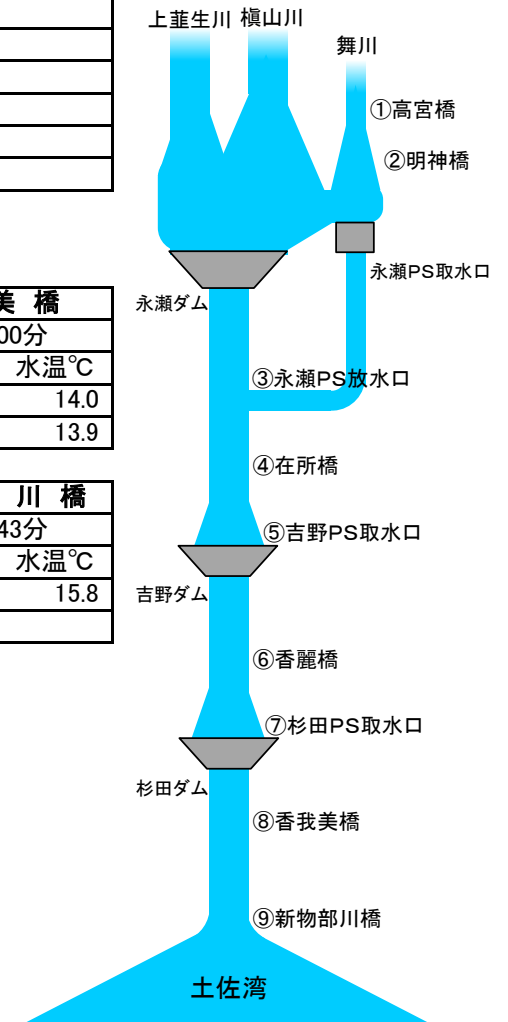 上韮生川 槇山川
舞川
①高宮橋
②明神橋
永瀬PS取水口
永瀬ダム
③永瀬PS放水口
④在所橋
⑤吉野PS取水口
吉野ダム
⑥香麗橋
⑦杉田PS取水口
杉田ダム
⑧香我美橋
⑨新物部川橋
土佐湾
美 橋
00分
水温℃
14.0
13.9
川 橋
43分
水温℃
15.8